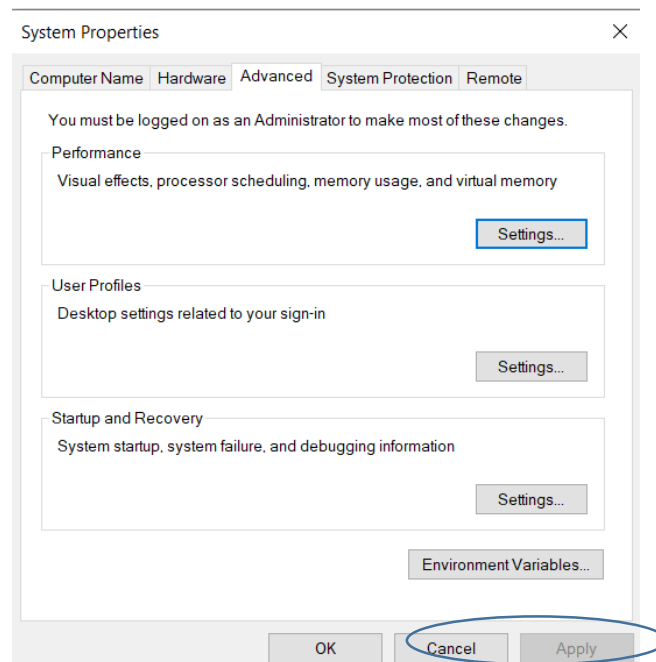 System Properties
Computer Name Hardware Advanced System Protection Remote
You must be logged on as an Administrator to make most of these changes.
Performance
Visual effects, processor scheduling, memory usage, and virtual memory
Settings...
User Profiles
Desktop settings related to your sign-in
Settings...
Startup and Recovery
System startup, system failure, and debugging information
Settings...
Environment Variables...
OK Cancel Apply